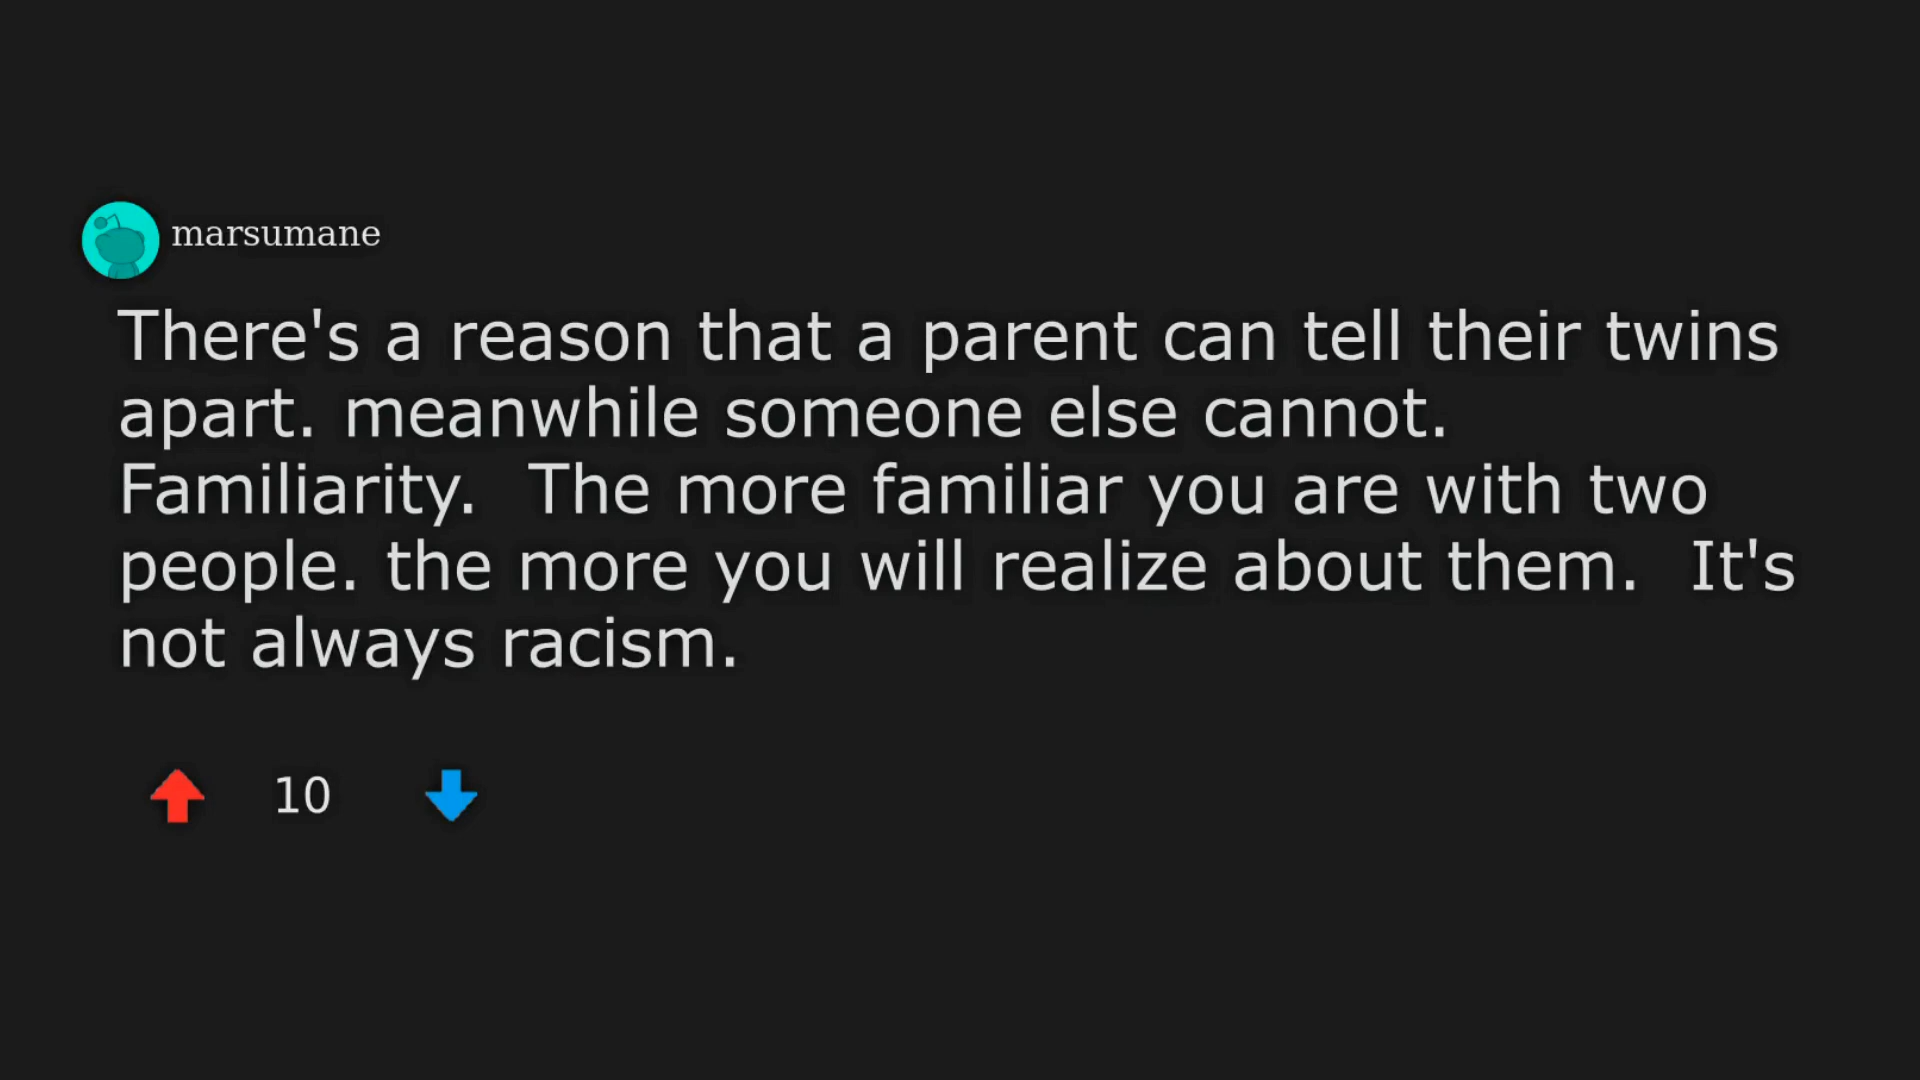 marsumane
There's a reason that a parent can tell their twins
apart. meanwhile someone else cannot.
Familiarity.  The more familiar you are with two
people. the more you will realize about them.  It's
not always racism.
10